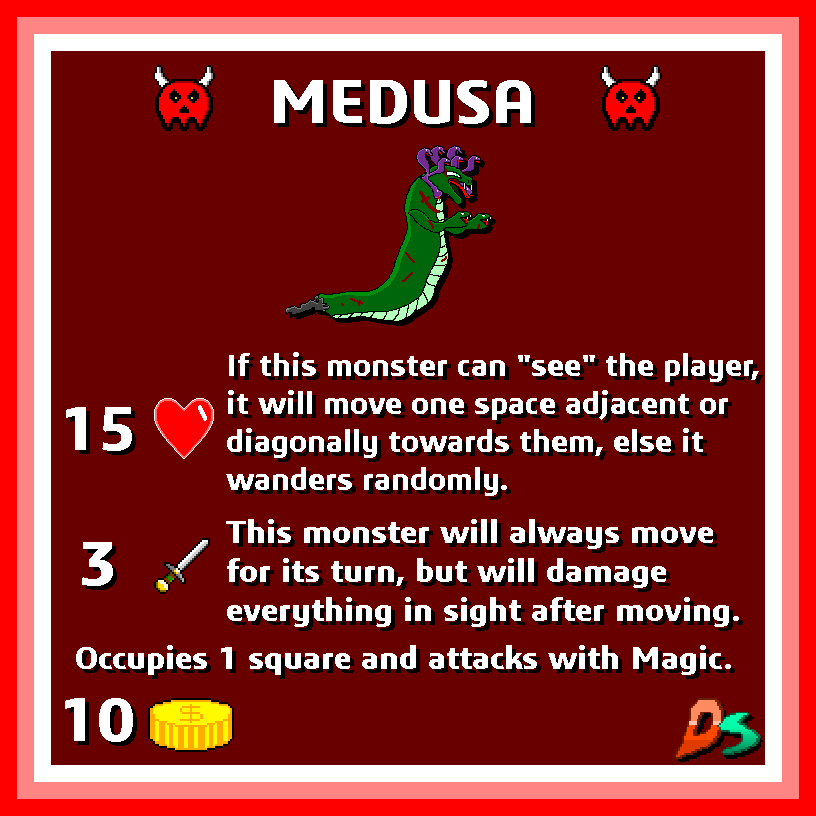 MEDUSA
If this monster can "see" the player,
it will move one space adjacent or
diagonally towards them, else it
wanders randomly.
15
This monster will always move
for its turn, but will damage
everything in sight after moving.
3
Occupies 1 square and attacks with Magic.
10
$
DS